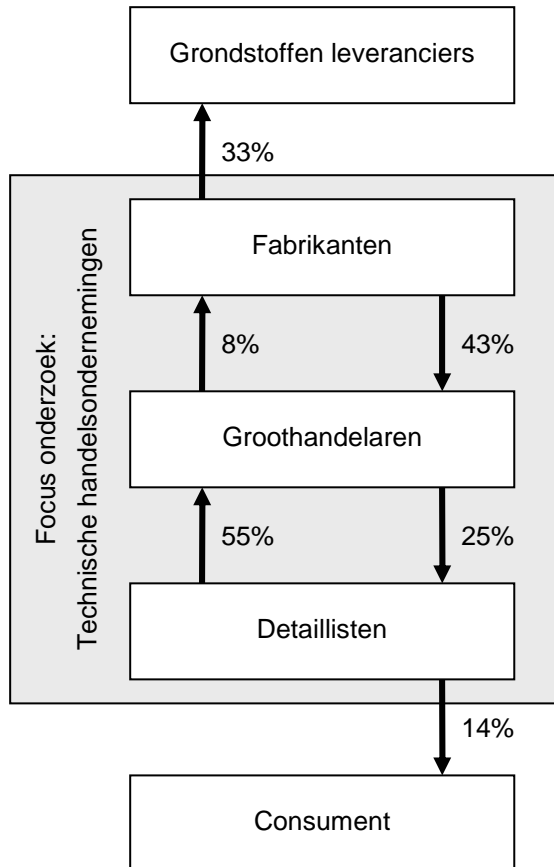 Grondstoffen leveranciers
33%
Focus onderzoek:
Technische handelsondernemingen
Fabrikanten
8%
43%
Groothandelaren
55%
25%
Detaillisten
14%
Consument